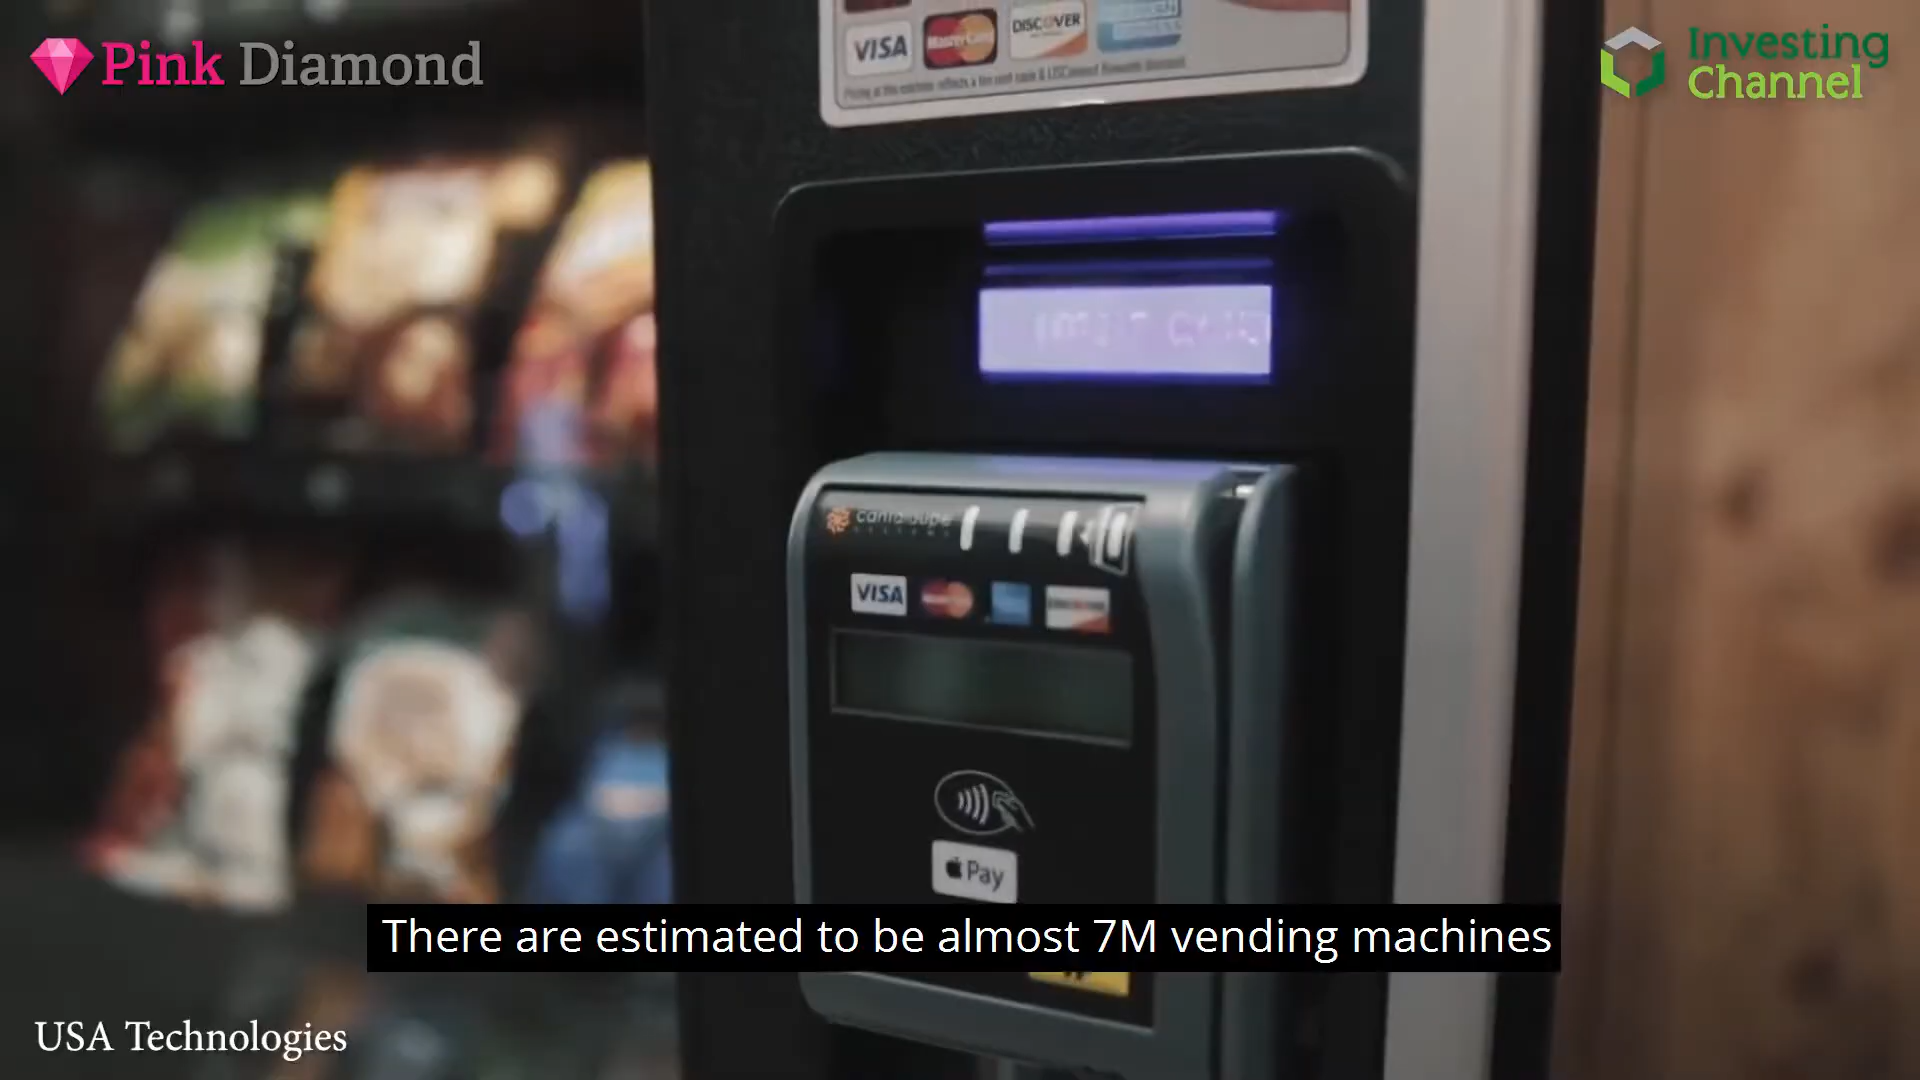 Pink Diamond
Investing
Channel
VISA MasterCard DISCOVER
VISA
Pay
There are estimated to be almost 7M vending machines
USA Technologies